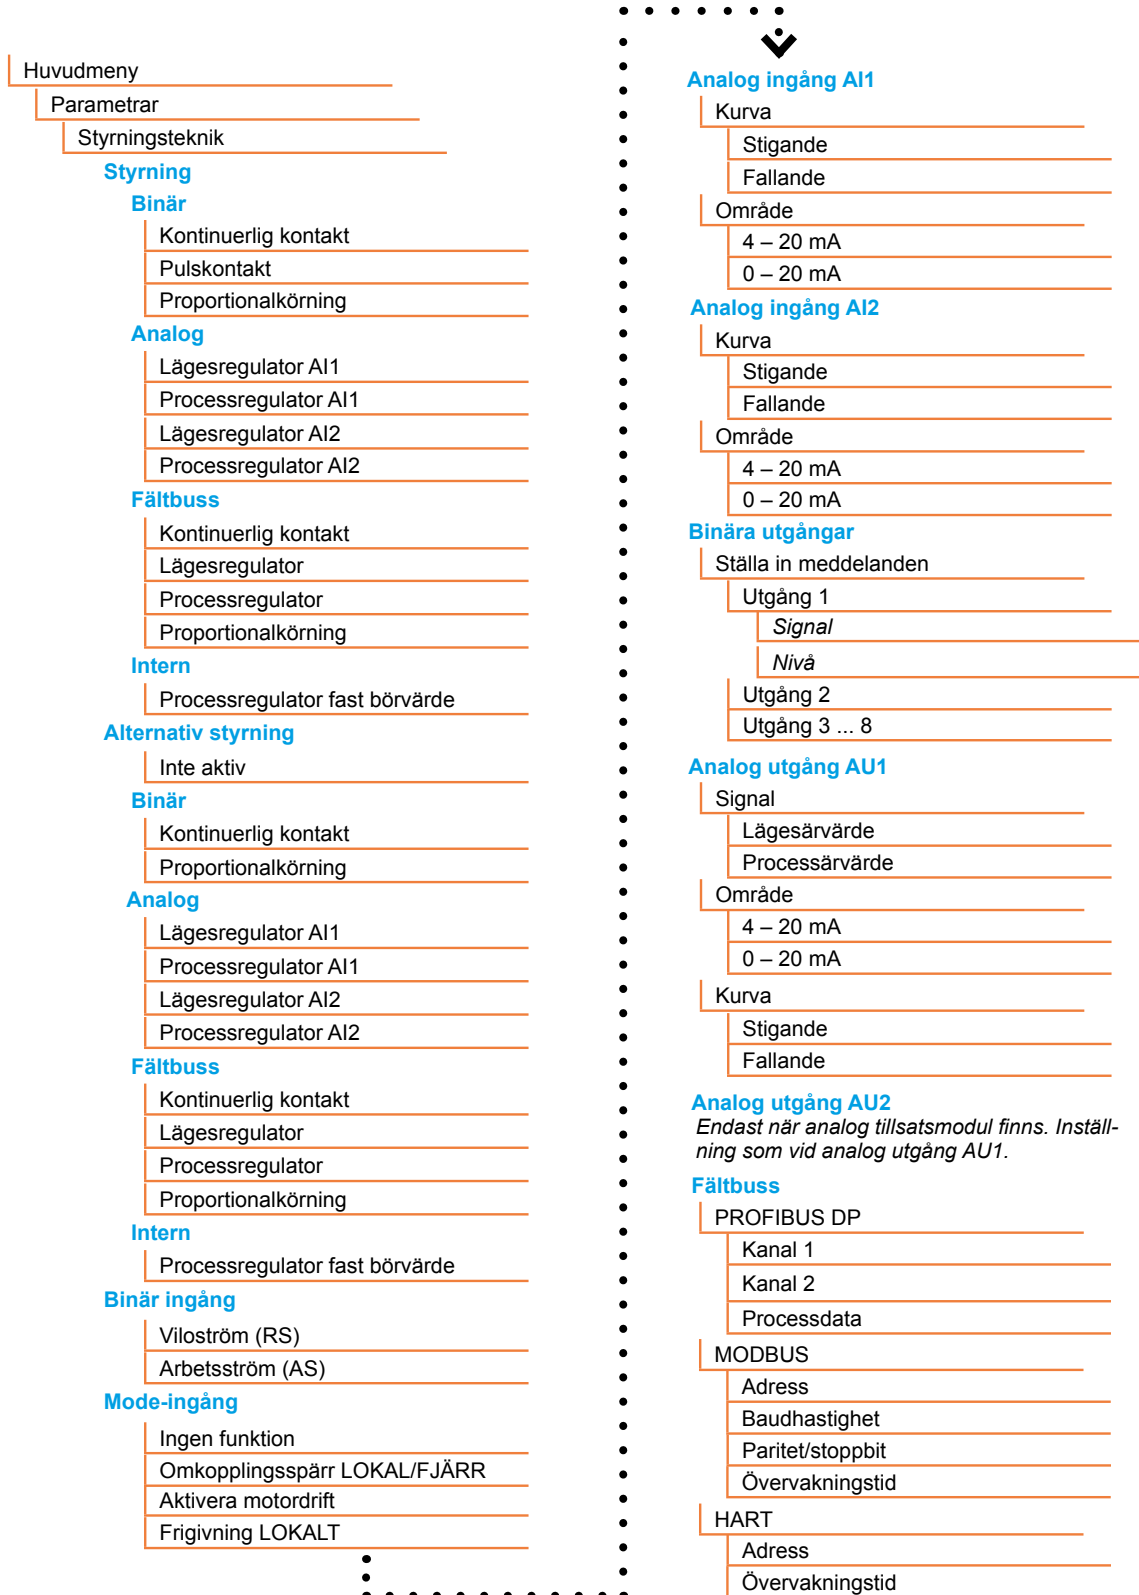 Huvudmeny
Parametrar
Styrningsteknik
Styrning
Binär
Kontinuerlig kontakt
Pulskontakt
Proportionalkörning
Analog
Lägesregulator AI1
Processregulator AI1
Lägesregulator AI2
Processregulator AI2
Fältbuss
Kontinuerlig kontakt
Lägesregulator
Processregulator
Proportionalkörning
Intern
Processregulator fast börvärde
Alternativ styrning
Inte aktiv
Binär
Kontinuerlig kontakt
Proportionalkörning
Analog
Lägesregulator AI1
Processregulator AI1
Lägesregulator AI2
Processregulator AI2
Fältbuss
Kontinuerlig kontakt
Lägesregulator
Processregulator
Proportionalkörning
Intern
Processregulator fast börvärde
Binär ingång
Viloström (RS)
Arbetsström (AS)
Mode-ingång
Ingen funktion
Omkopplingsspärr LOKAL/FJÄRR
Aktivera motordrift
Frigivning LOKALT
Analog ingång AI1
Kurva
Stigande
Fallande
Område
4 – 20 mA
0 – 20 mA
Analog ingång AI2
Kurva
Stigande
Fallande
Område
4 – 20 mA
0 – 20 mA
Binära utgångar
Ställa in meddelanden
Utgång 1
Signal
Nivå
Utgång 2
Utgång 3 ... 8
Analog utgång AU1
Signal
Lägesärvärde
Processärvärde
Område
4 – 20 mA
0 – 20 mA
Kurva
Stigande
Fallande
Analog utgång AU2
Endast när analog tillsatsmodul finns. Inställ-
ning som vid analog utgång AU1.
Fältbuss
PROFIBUS DP
Kanal 1
Kanal 2
Processdata
MODBUS
Adress
Baudhastighet
Paritet/stoppbit
Övervakningstid
HART
Adress
Övervakningstid